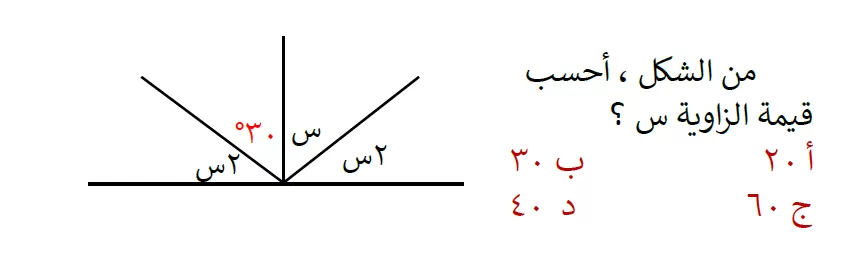 من الشكل ، أحسب
قيمة الزاوية س ؟
أ ٢٠ ب ٣٠
ج ٦٠ د ٤٠
٣٠° س
٢س ٢س